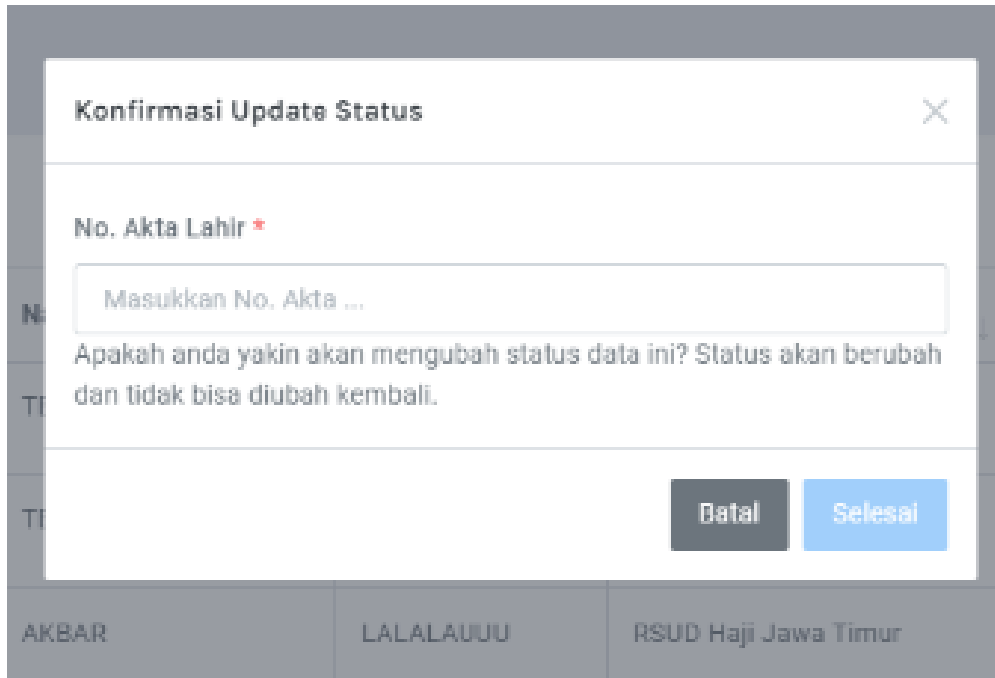 Konfirmasi Update Status
No. Akta Lahir *
Masukkan No. Akta ...
Apakah anda yakin akan mengubah status data ini? Status akan berubah
dan tidak bisa diubah kembali.
Batal Selesai
AKBAR LALALAUUU RSUD Haji Jawa Timur